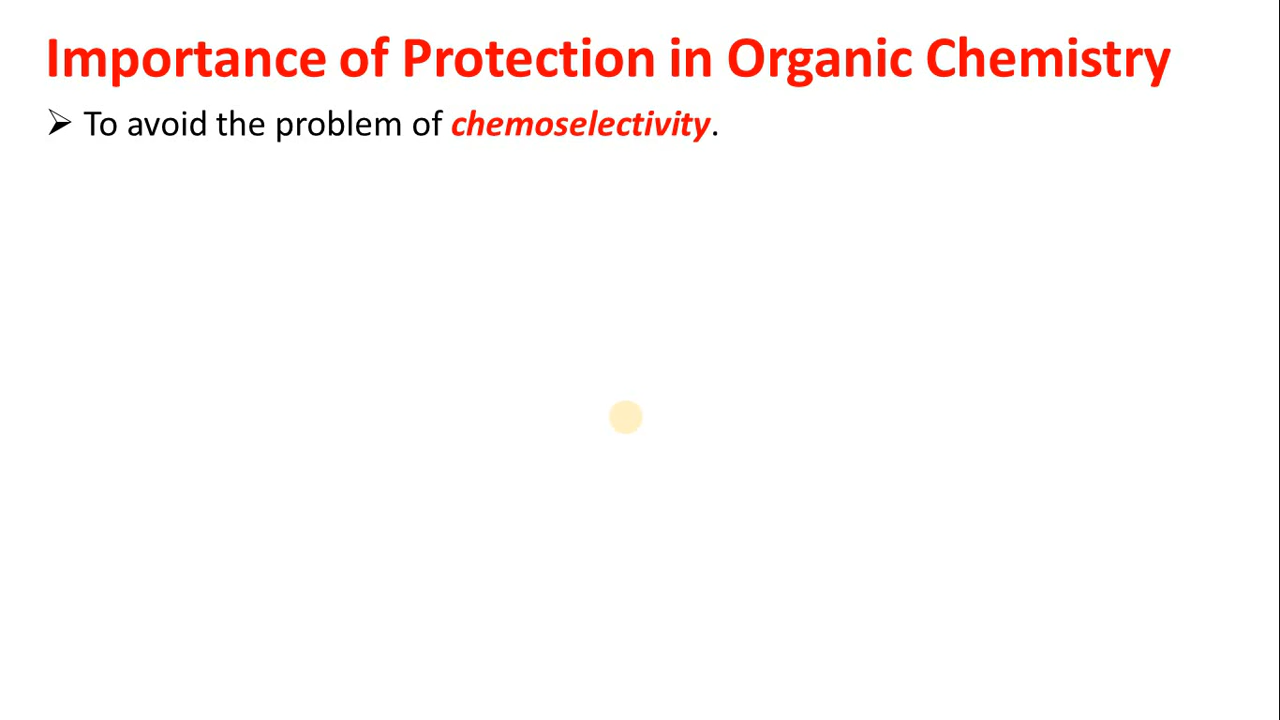 Importance of Protection in Organic Chemistry
➢ To avoid the problem of chemoselectivity.